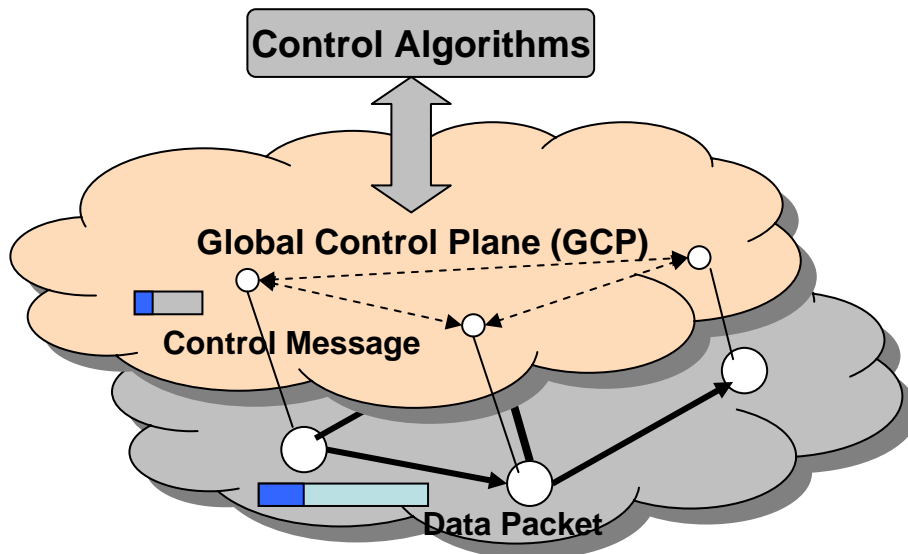 Control Algorithms
Global Control Plane (GCP)
Control Message
Data Packet